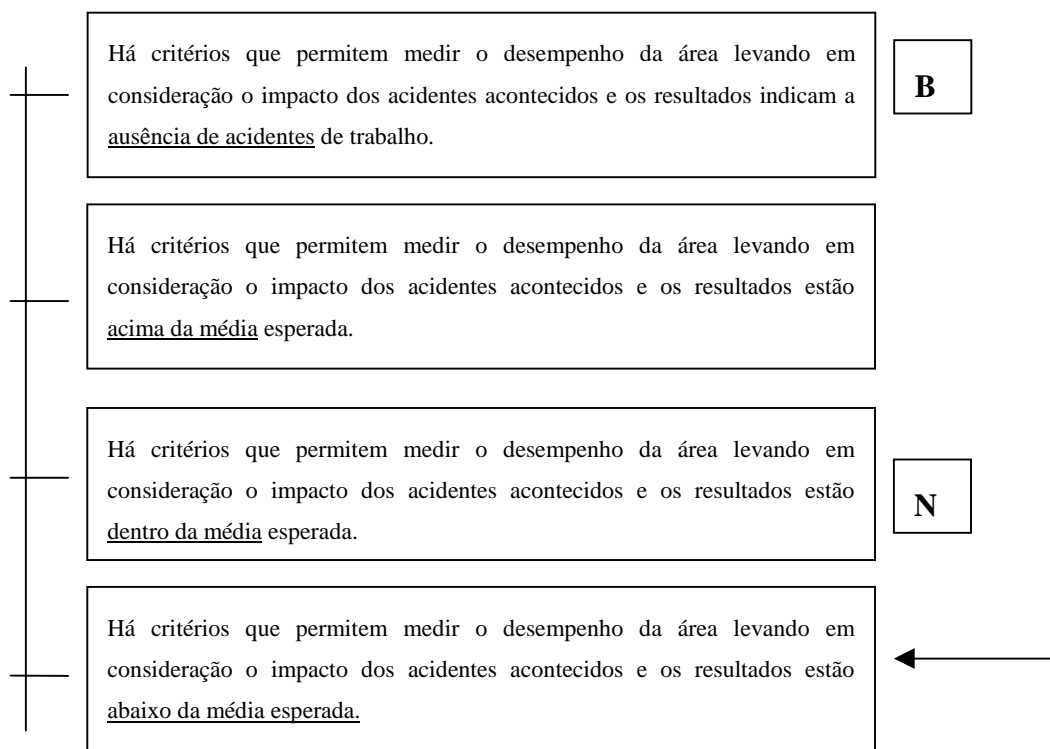 Há critérios que permitem medir o desempenho da área levando em
consideração o impacto dos acidentes acontecidos e os resultados indicam a
ausência de acidentes de trabalho.
B
Há critérios que permitem medir o desempenho da área levando em
consideração o impacto dos acidentes acontecidos e os resultados estão
acima da média esperada.
Há critérios que permitem medir o desempenho da área levando em
consideração o impacto dos acidentes acontecidos e os resultados estão
dentro da média esperada.
N
Há critérios que permitem medir o desempenho da área levando em
consideração o impacto dos acidentes acontecidos e os resultados estão
abaixo da média esperada.